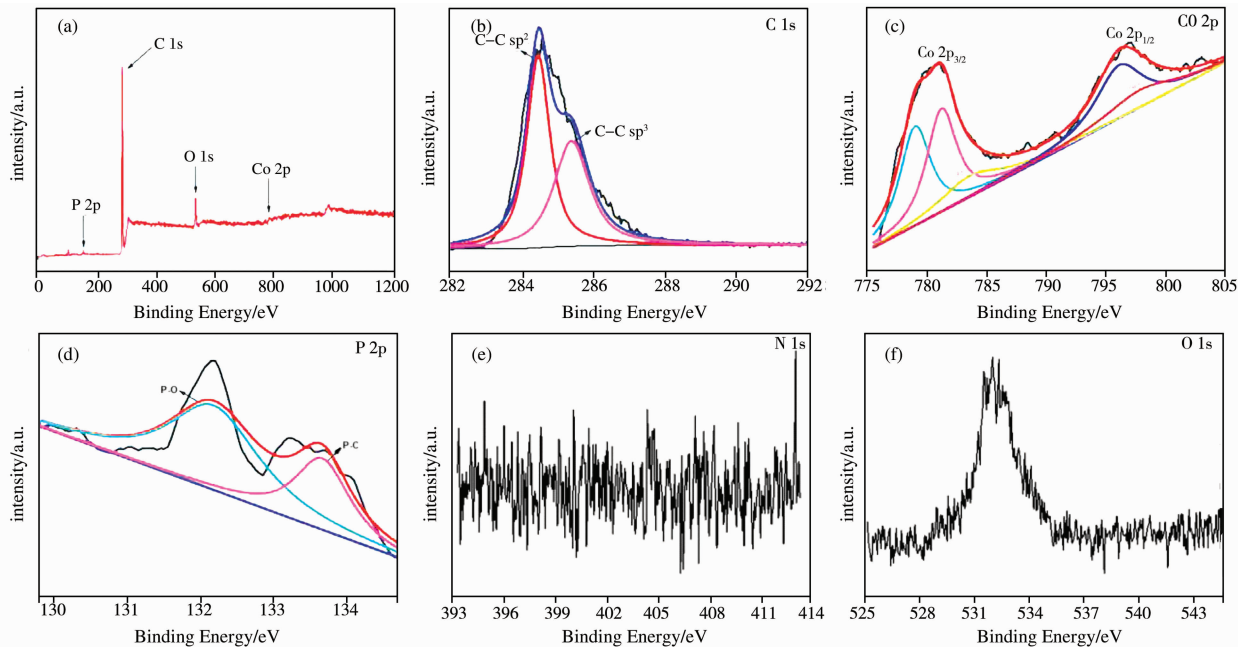 (a)
C 1s
O 1s
Co 2p
P 2p
intensity/a.u.
0 200 400 600 800 1000 1200
Binding Energy/eV
(b) C 1s
C−C sp²
C−C sp³
intensity/a.u.
282 284 286 288 290 291 292
Binding Energy/eV
(c) C0 2p
Co 2p3/2
Co 2p1/2
intensity/a.u.
775 780 785 790 795 800 805
Binding Energy/eV
(d) P 2p
P-O
P-C
intensity/a.u.
130 131 132 133 134
Binding Energy/eV
(e) N 1s
intensity/a.u.
393 396 399 402 405 408 411 414
Binding Energy/eV
(f) O 1s
intensity/a.u.
525 528 531 534 537 540 543
Binding Energy/eV